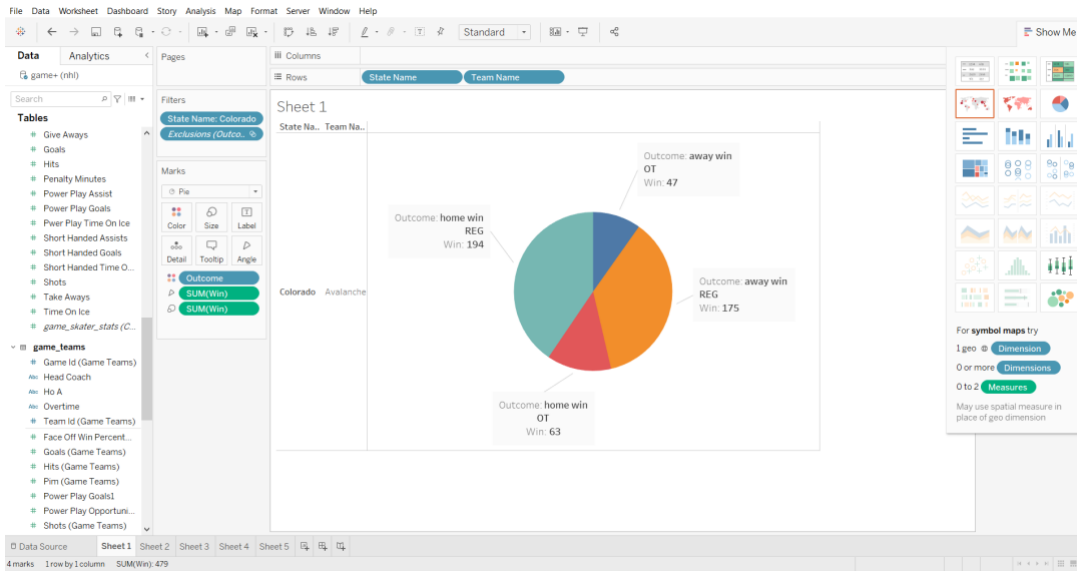 File Data Worksheet Dashboard Story Analysis Map Format Server Window Help
Standard
Show Me
Data Analytics
game+ (nhl)
Search
Tables
Give Aways
Goals
Hits
Penalty Minutes
Power Play Assist
Power Play Goals
Pwer Play Time On Ice
Short Handed Assists
Short Handed Goals
Short Handed Time O...
Shots
Take Aways
Time On Ice
game_skater_stats (C...
game_teams
Game Id (Game Teams)
Abc Head Coach
Abc Ho A
Abc Overtime
Team Id (Game Teams)
Face Off Win Percent...
Goals (Game Teams)
Hits (Game Teams)
Pim (Game Teams)
Power Play Goals1
Power Play Opportuni...
Shots (Game Teams)
Pages
Filters
State Name: Colorado
Exclusions (Outco..
Marks
Pie
Color Size Label
Detail Tooltip Angle
Outcome
SUM(Win)
SUM(Win)
Columns
Rows State Name Team Name
Sheet 1
State Na.. Team Na..
Colorado Avalanche
Outcome: away win
OT
Win: 47
Outcome: home win
REG
Win: 194
Outcome: away win
REG
Win: 175
Outcome: home win
OT
Win: 63
For symbol maps try
1 geo Dimension
0 or more Dimensions
0 to 2 Measures
May use spatial measure in
place of geo dimension
Data Source Sheet 1 Sheet 2 Sheet 3 Sheet 4 Sheet 5
4 marks 1 row by 1 column SUM(Win): 479